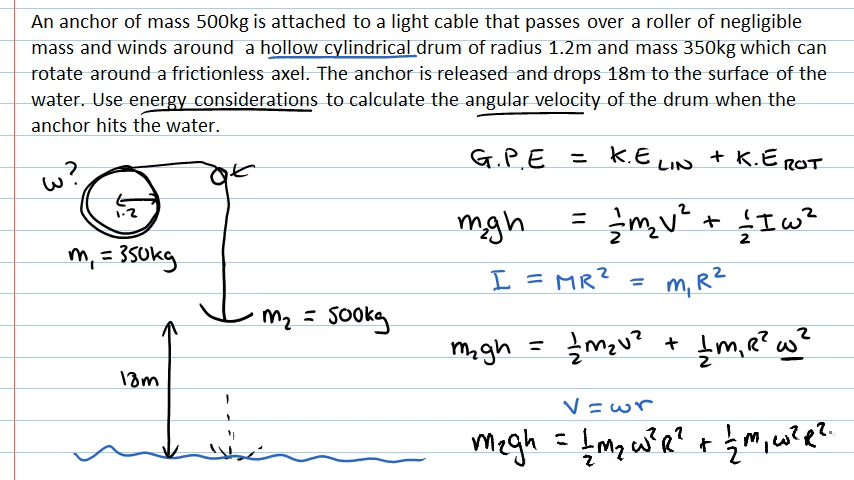 An anchor of mass 500kg is attached to a light cable that passes over a roller of negligible
mass and winds around a hollow cylindrical drum of radius 1.2m and mass 350kg which can
rotate around a frictionless axel. The anchor is released and drops 18m to the surface of the
water. Use energy considerations to calculate the angular velocity of the drum when the
anchor hits the water.
G.P.E = K.E LIN + K.E ROT
ω?
1.2
m₂gh = ½m₂v² + ½Iω²
m₁ = 350kg
I = MR² = m₁R²
m₂ = 500kg
m₂gh = ½m₂v² + ½m₁R²ω²
18m
v = ωr
m₂gh = ½m₂ω²R² + ½m₁ω²R²